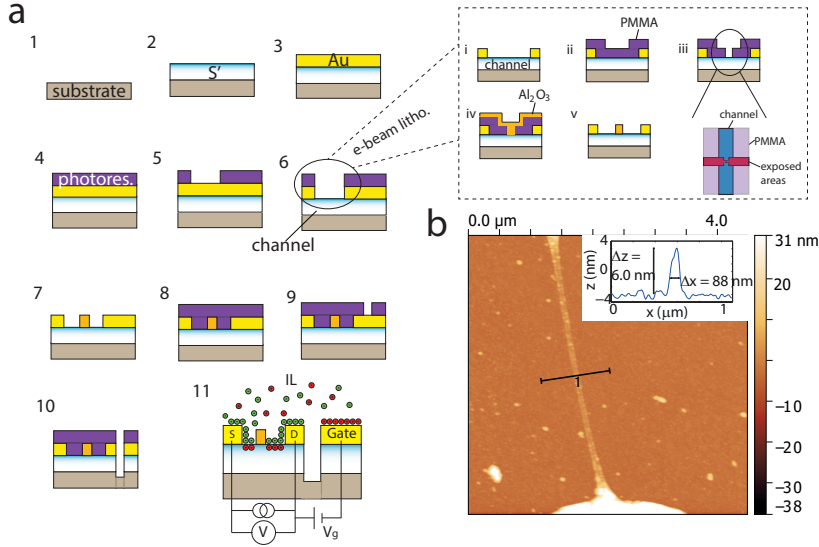 a
1
substrate
2
S'
3
Au
4
photores.
5
6
channel
e-beam litho.
i
channel
ii
PMMA
iii
iv
Al₂O₃
v
channel
PMMA
exposed
areas
7
8
9
10
11
IL
S
D
Gate
V
Vg
b
0.0 μm
4.0
31 nm
20
−10
−20
−30
−38
4
0
−4
z (nm)
Δz =
6.0 nm
Δx = 88 nm
0
1
x (μm)
1